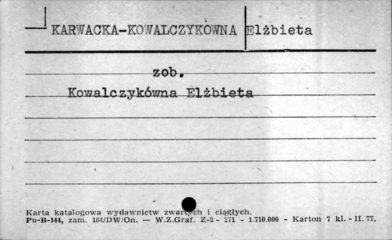 KARWACKA-KOWALCZYKÓWNA Elżbieta
zob.
Kowalczykówna Elżbieta
Karta katalogowa wydawnictw zwartych i ciągłych.
Pu-B-164, zam. 164/DW/On. — W.Z.Graf. Z-2 - 271 - 1.710.000 - Karton 7 kl. - II. 77.